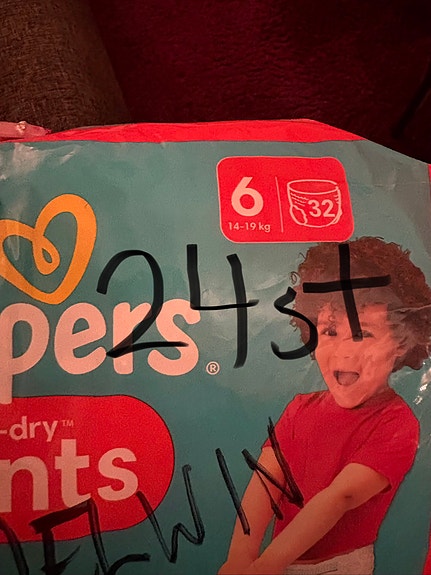 6 32
14-19 kg
pers®
24st
-dry™
nts